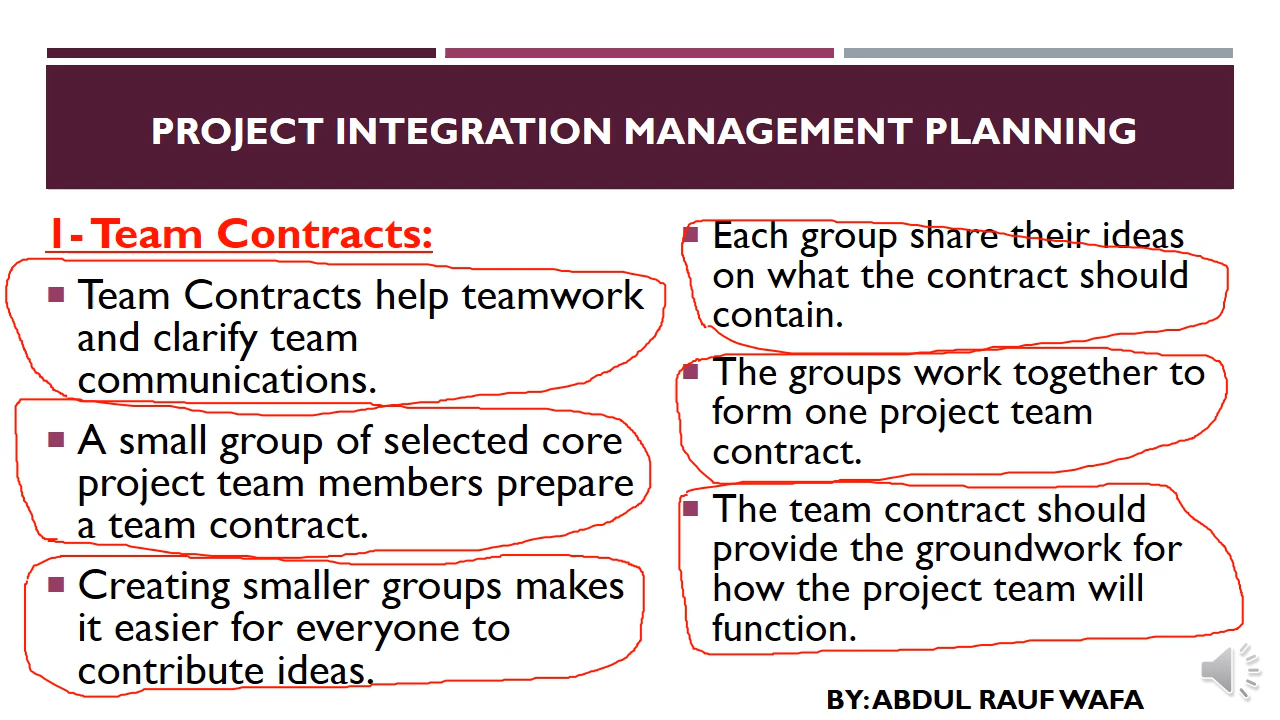 PROJECT INTEGRATION MANAGEMENT PLANNING
1- Team Contracts:
■ Team Contracts help teamwork
and clarify team
communications.
■ A small group of selected core
project team members prepare
a team contract.
■ Creating smaller groups makes
it easier for everyone to
contribute ideas.
■ Each group share their ideas
on what the contract should
contain.
■ The groups work together to
form one project team
contract.
■ The team contract should
provide the groundwork for
how the project team will
function.
BY: ABDUL RAUF WAFA